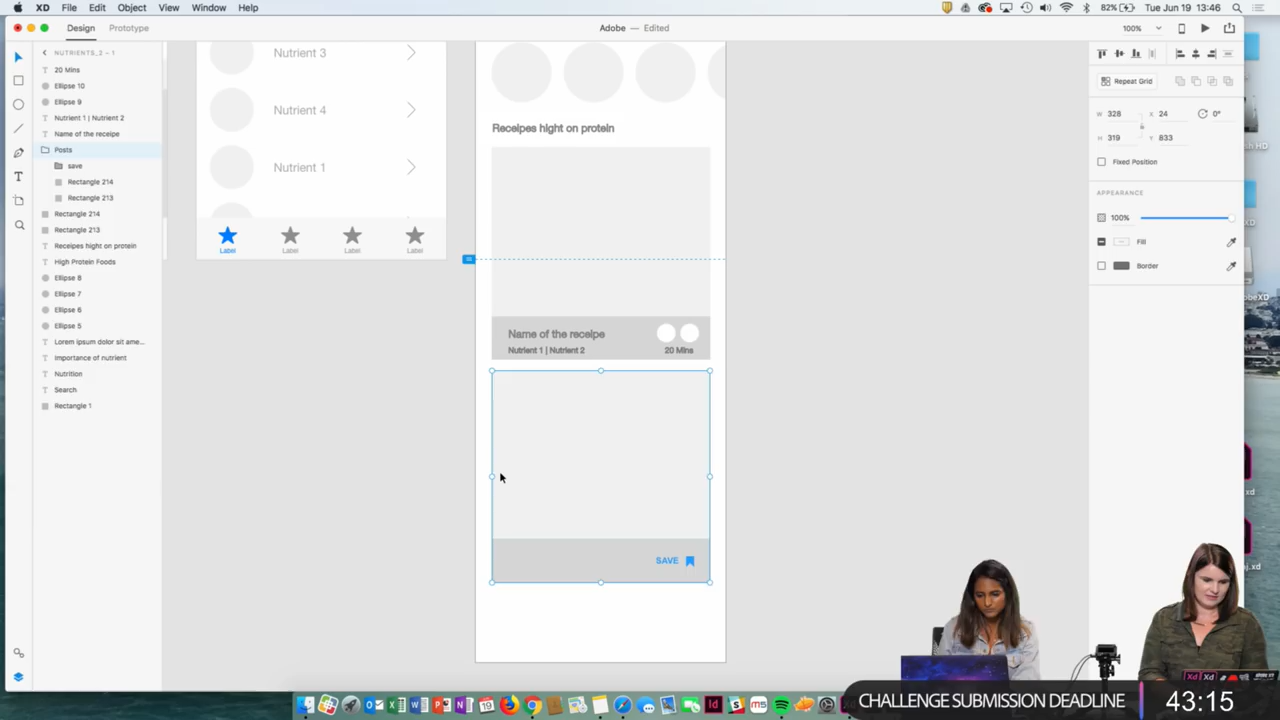 XD File Edit Object View Window Help
82% Tue Jun 19 13:46
Design Prototype
Adobe — Edited
100%
NUTRIENTS_2 – 1
20 Mins
Ellipse 10
Ellipse 9
Nutrient 1 | Nutrient 2
Name of the receipe
Posts
save
Rectangle 214
Rectangle 213
Rectangle 214
Rectangle 213
Receipes hight on protein
High Protein Foods
Ellipse 8
Ellipse 7
Ellipse 6
Ellipse 5
Lorem ipsum dolor sit ame...
Importance of nutrient
Nutrition
Search
Rectangle 1
Nutrient 3
Nutrient 4
Nutrient 1
Label
Label
Label
Label
Receipes hight on protein
Name of the receipe
Nutrient 1 | Nutrient 2
20 Mins
SAVE
Repeat Grid
W 328 X 24 0°
H 319 Y 833
Fixed Position
APPEARANCE
100%
Fill
Border
CHALLENGE SUBMISSION DEADLINE 43:15